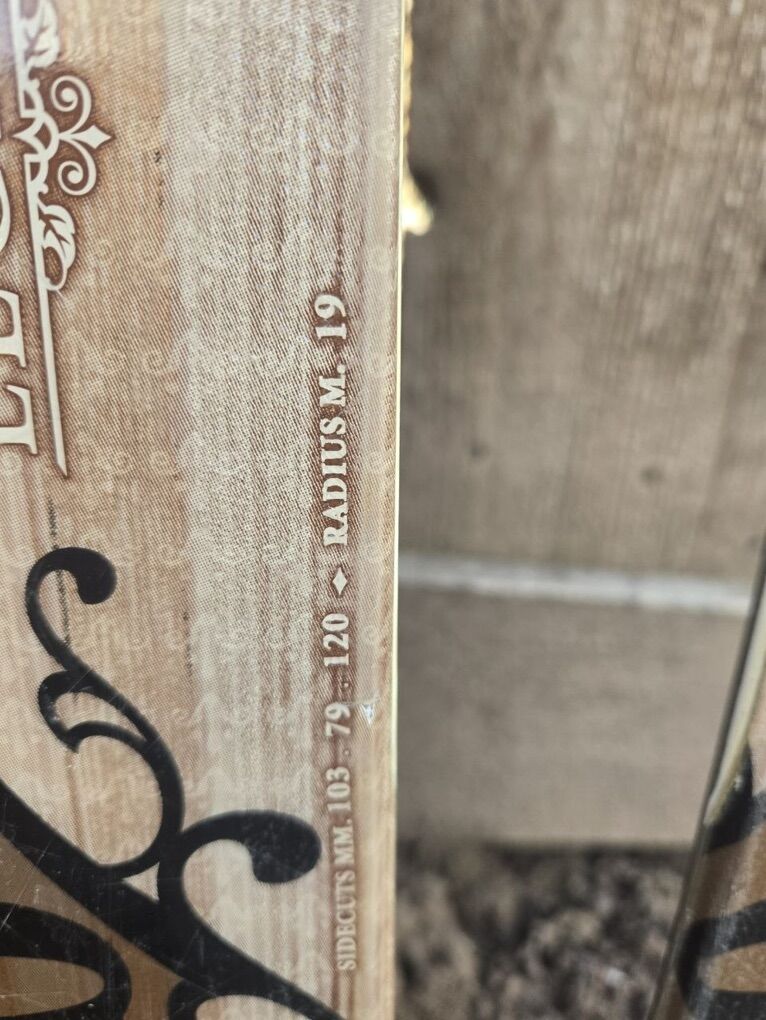 SIDECUTS MM. 103 . 79 . 120 ⬥ RADIUS M. 19